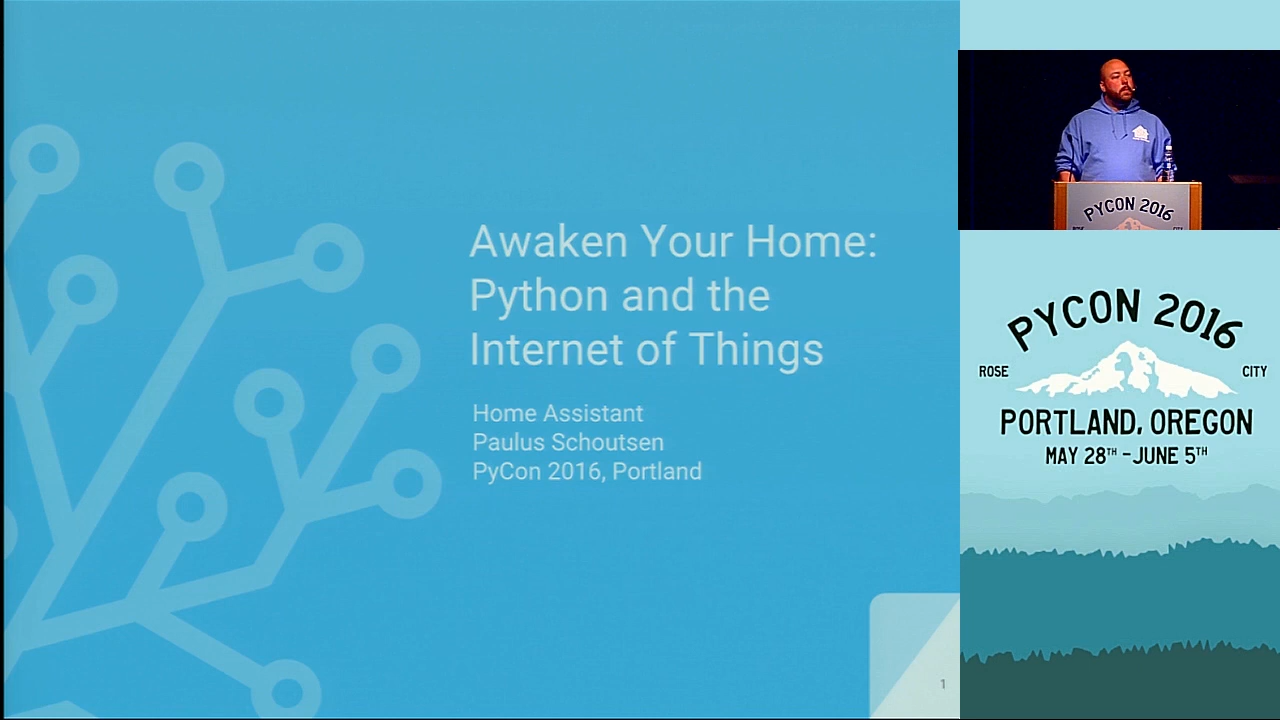 Awaken Your Home:
Python and the
Internet of Things
Home Assistant
Paulus Schoutsen
PyCon 2016, Portland
1
PYCON 2016
PYCON 2016
ROSE
CITY
PORTLAND, OREGON
MAY 28TH - JUNE 5TH